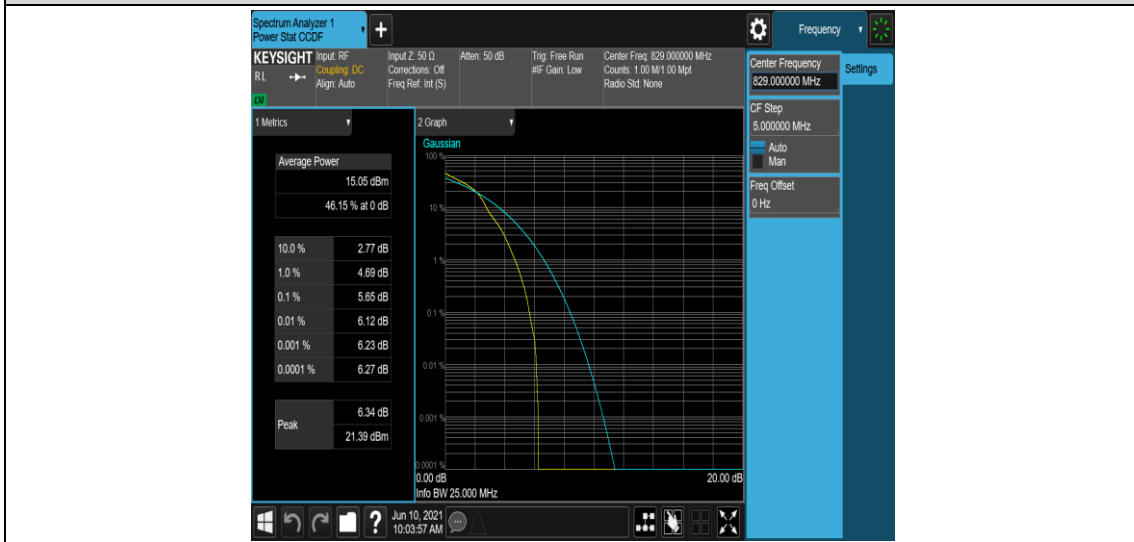 Spectrum Analyzer 1
Power Stat CCDF
+
Frequency
KEYSIGHT
RL
LXI
Input: RF
Coupling: DC
Align: Auto
Input Z: 50 Ω
Corrections: Off
Freq Ref: Int (S)
Atten: 50 dB
Trig: Free Run
#IF Gain: Low
Center Freq: 829.000000 MHz
Counts: 1.00 M/1.00 Mpt
Radio Std: None
Center Frequency
829.000000 MHz
Settings
CF Step
5.000000 MHz
Auto
Man
Freq Offset
0 Hz
1 Metrics
Average Power
15.05 dBm
46.15 % at 0 dB
10.0 % 2.77 dB
1.0 % 4.69 dB
0.1 % 5.65 dB
0.01 % 6.12 dB
0.001 % 6.23 dB
0.0001 % 6.27 dB
Peak
6.34 dB
21.39 dBm
2 Graph
Gaussian
100 %
10 %
1 %
0.1 %
0.01 %
0.001 %
0.0001 %
0.00 dB 20.00 dB
Info BW 25.000 MHz
?
Jun 10, 2021
10:03:57 AM